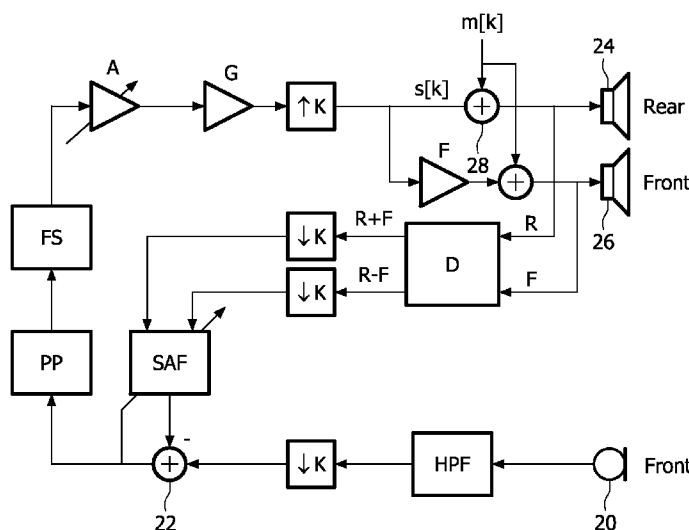 m[k]
24
A
G
↑K
s[k]
Rear
F
28
Front
26
FS
↓K
R+F
R
D
↓K
R-F
F
PP
SAF
-
22
↓K
HPF
20
Front